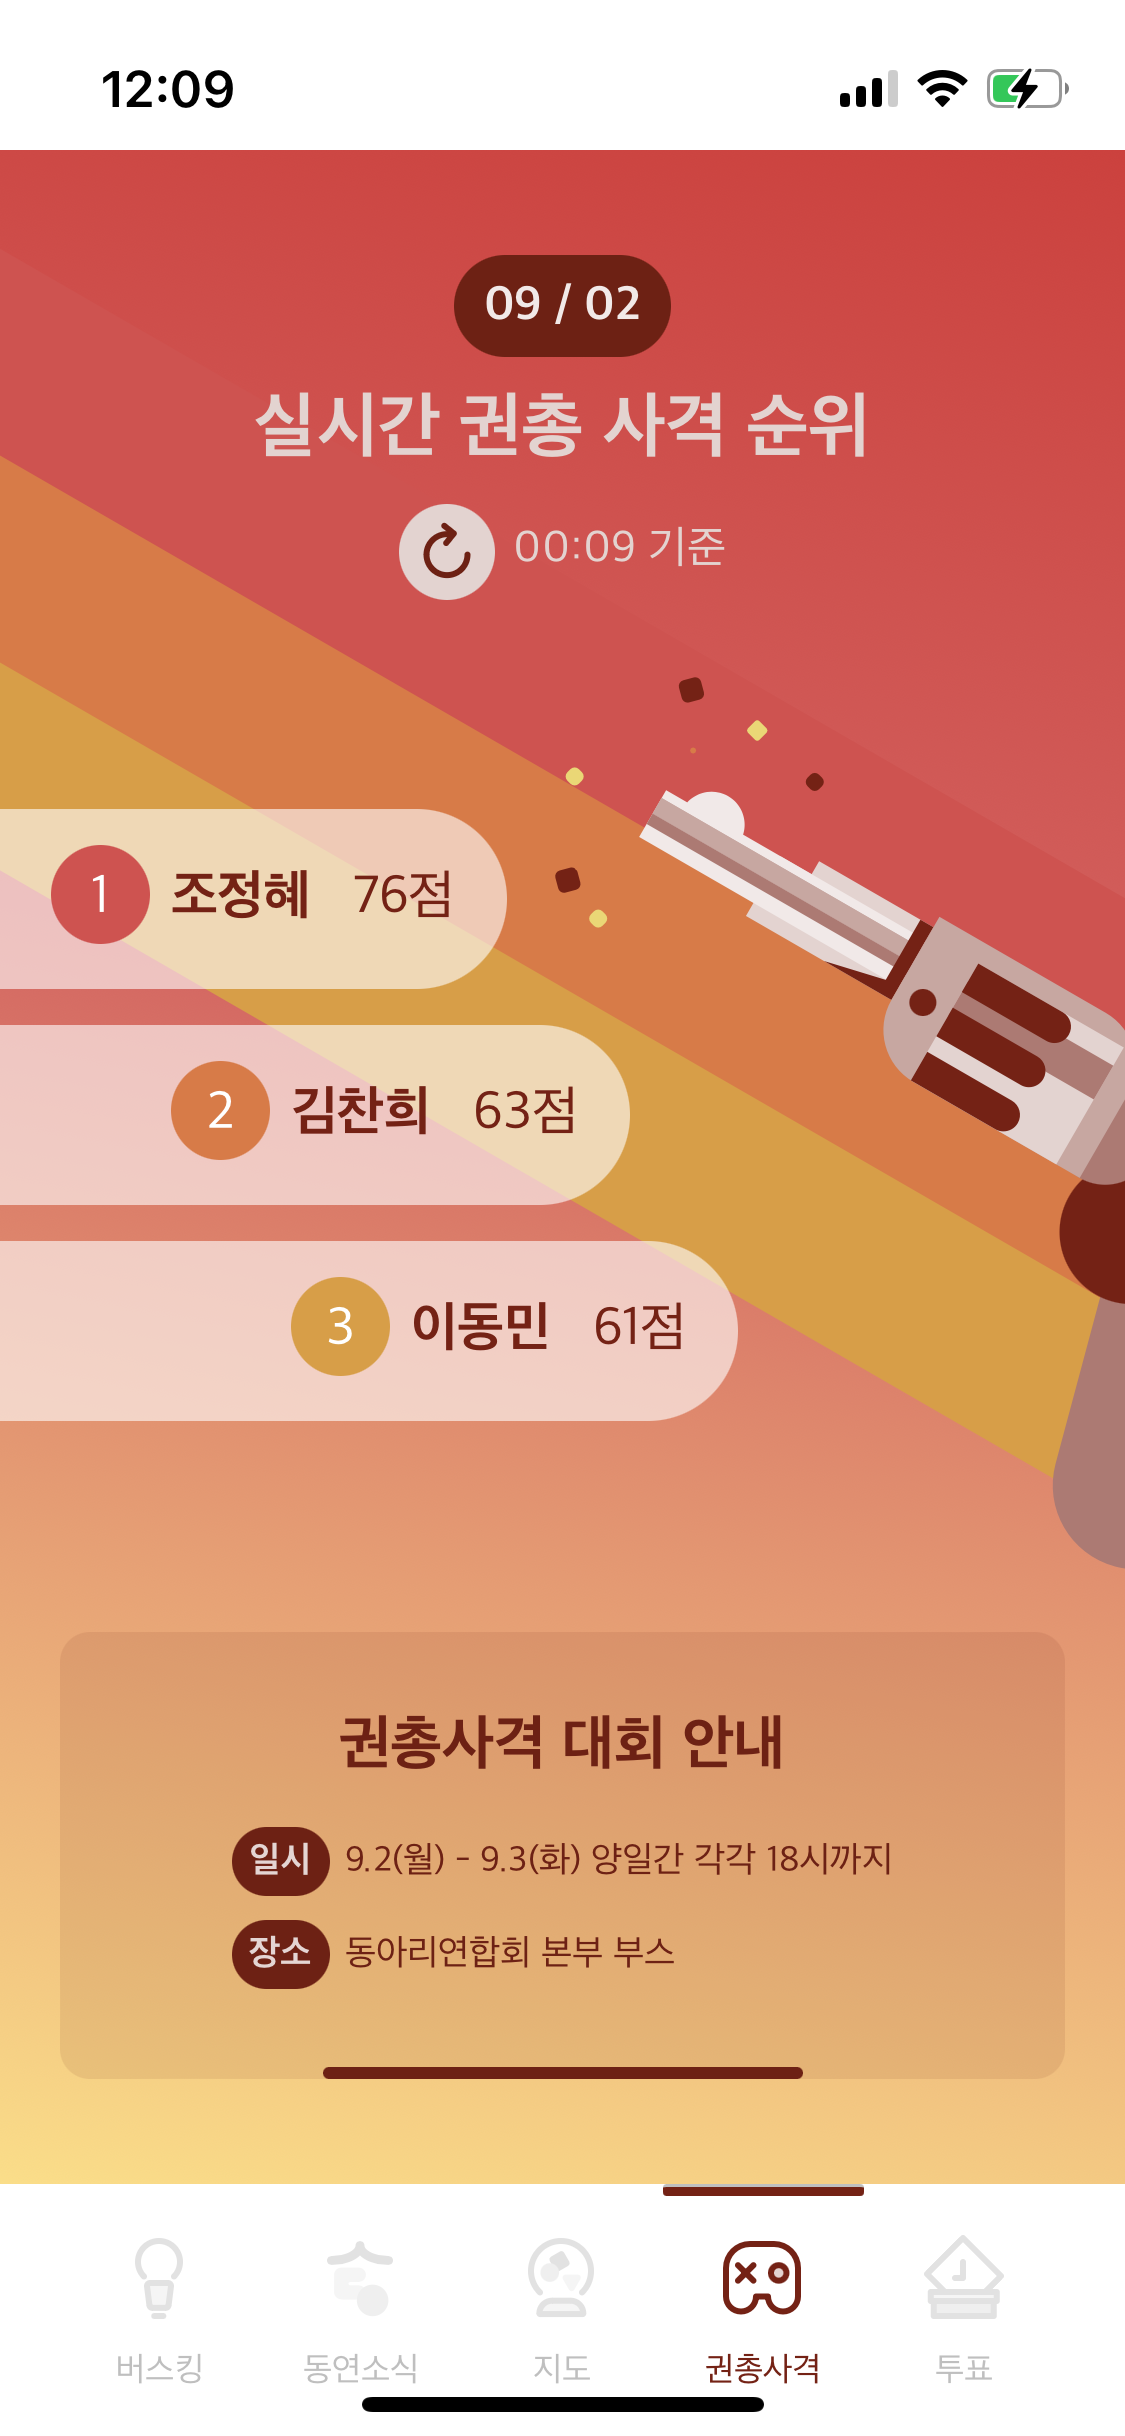 12:09
09 / 02
실시간 권총 사격 순위
00:09 기준
1 조정혜 76점
2 김찬희 63점
3 이동민 61점
권총사격 대회 안내
일시 9.2(월) - 9.3(화) 양일간 각각 18시까지
장소 동아리연합회 본부 부스
버스킹 동연소식 지도 권총사격 투표